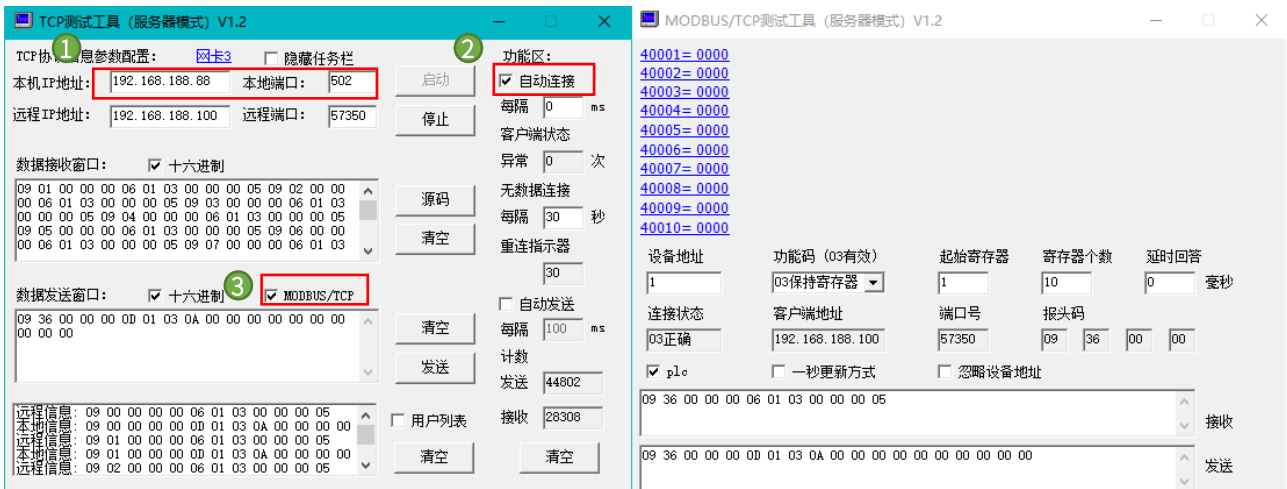 TCP测试工具（服务器模式）V1.2
1
2
TCP协 信息参数配置：
网卡3
隐藏任务栏
功能区：
本机IP地址：
192.168.188.88
本地端口：
502
启动
自动连接
远程IP地址：
192.168.188.100
远程端口：
57350
停止
每隔 0 ms
客户端状态
异常 0 次
数据接收窗口：
十六进制
09 01 00 00 00 06 01 03 00 00 00 05 09 02 00 00
00 06 01 03 00 00 00 05 09 03 00 00 00 06 01 03
00 00 00 05 09 04 00 00 00 06 01 03 00 00 00 05
09 05 00 00 00 06 01 03 00 00 00 05 09 06 00 00
00 06 01 03 00 00 00 05 09 07 00 00 00 06 01 03
源码
清空
无数据连接
每隔 30 秒
重连指示器
30
数据发送窗口：
十六进制
3
MODBUS/TCP
自动发送
09 36 00 00 00 0D 01 03 0A 00 00 00 00 00 00 00
00 00 00
清空
发送
每隔 100 ms
计数
发送 44802
接收 28308
远程信息： 09 00 00 00 00 06 01 03 00 00 00 05
本地信息： 09 00 00 00 00 0D 01 03 0A 00 00 00 00
远程信息： 09 01 00 00 00 06 01 03 00 00 00 05
本地信息： 09 01 00 00 00 0D 01 03 0A 00 00 00 00
远程信息： 09 02 00 00 00 06 01 03 00 00 00 05
用户列表
清空
清空
MODBUS/TCP测试工具（服务器模式）V1.2
40001= 0000
40002= 0000
40003= 0000
40004= 0000
40005= 0000
40006= 0000
40007= 0000
40008= 0000
40009= 0000
40010= 0000
设备地址 功能码（03有效） 起始寄存器 寄存器个数 延时回答
1 03保持寄存器 1 10 0 毫秒
连接状态 客户端地址 端口号 报头码
03正确 192.168.188.100 57350 09 36 00 00
plc 一秒更新方式 忽略设备地址
09 36 00 00 00 06 01 03 00 00 00 05
接收
09 36 00 00 00 0D 01 03 0A 00 00 00 00 00 00 00 00 00 00
发送